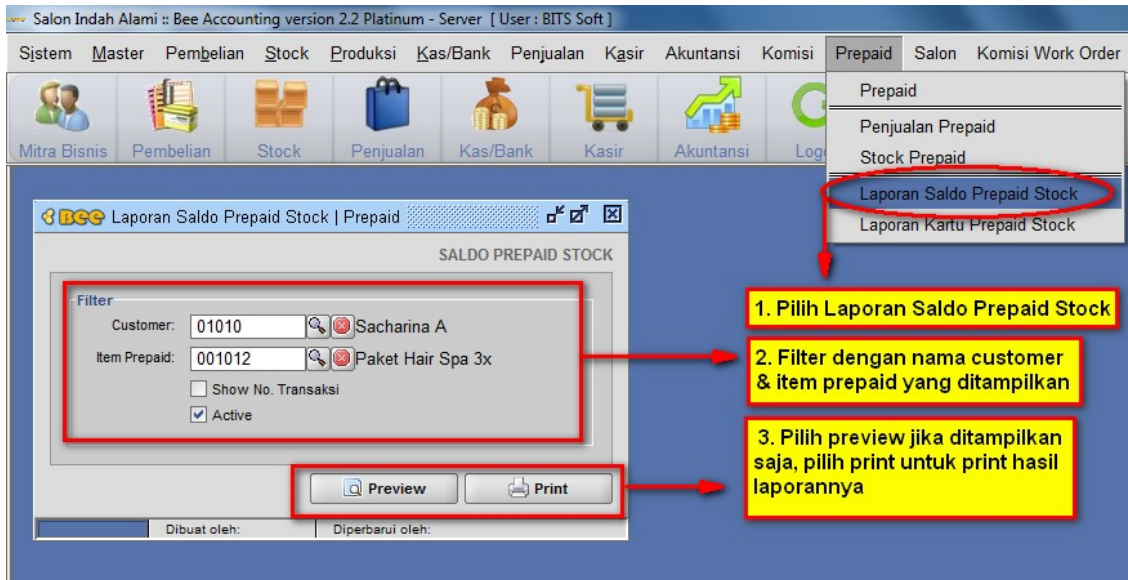 Salon Indah Alami :: Bee Accounting version 2.2 Platinum - Server [ User : BITS Soft ]
Sistem Master Pembelian Stock Produksi Kas/Bank Penjualan Kasir Akuntansi Komisi Prepaid Salon Komisi Work Order
Mitra Bisnis Pembelian Stock Penjualan Kas/Bank Kasir Akuntansi
Prepaid
Penjualan Prepaid
Stock Prepaid
Laporan Saldo Prepaid Stock
Laporan Kartu Prepaid Stock
BEE Laporan Saldo Prepaid Stock | Prepaid
SALDO PREPAID STOCK
Filter
Customer: 01010 Sacharina A
Item Prepaid: 001012 Paket Hair Spa 3x
Show No. Transaksi
Active
Preview Print
Dibuat oleh: Diperbarui oleh:
1. Pilih Laporan Saldo Prepaid Stock
2. Filter dengan nama customer
& item prepaid yang ditampilkan
3. Pilih preview jika ditampilkan
saja, pilih print untuk print hasil
laporannya